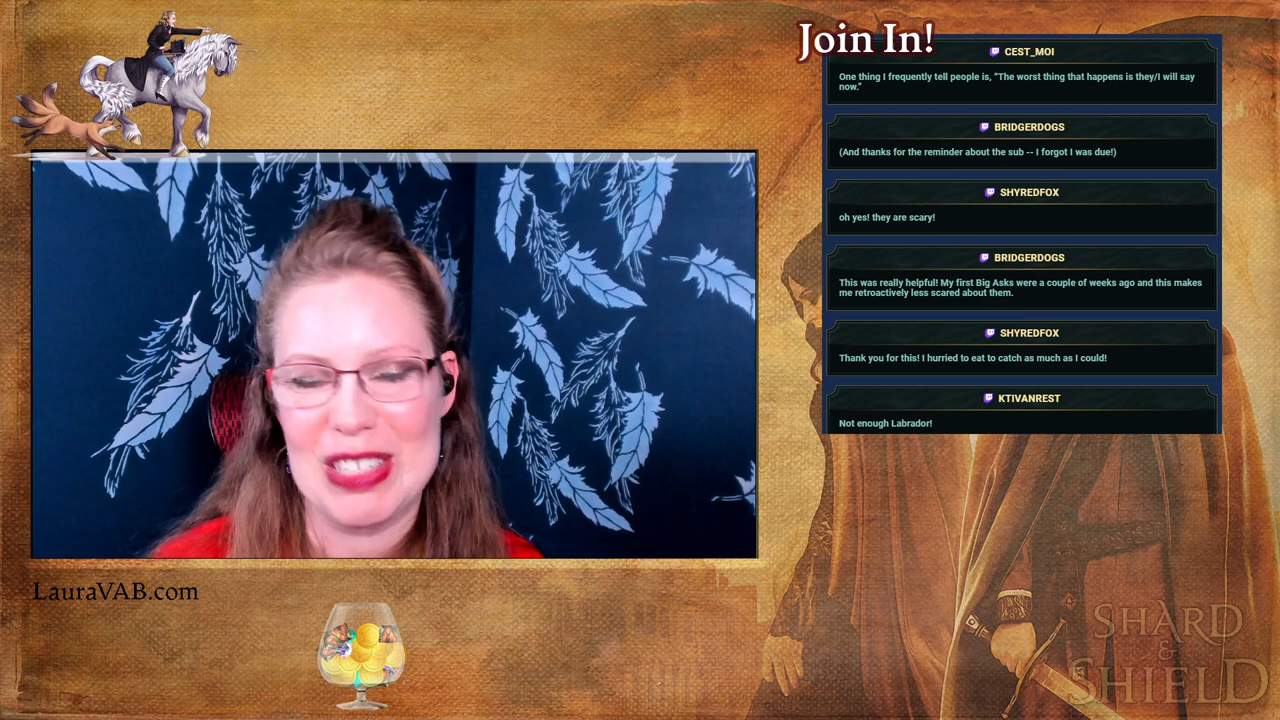 Join In!
CEST_MOI
One thing I frequently tell people is, "The worst thing that happens is they/I will say
now."
BRIDGERDOGS
(And thanks for the reminder about the sub -- I forgot I was due!)
SHYREDFOX
oh yes! they are scary!
BRIDGERDOGS
This was really helpful! My first Big Asks were a couple of weeks ago and this makes
me retroactively less scared about them.
SHYREDFOX
Thank you for this! I hurried to eat to catch as much as I could!
KTIVANREST
Not enough Labrador!
LauraVAB.com
SHARD
&
SHIELD